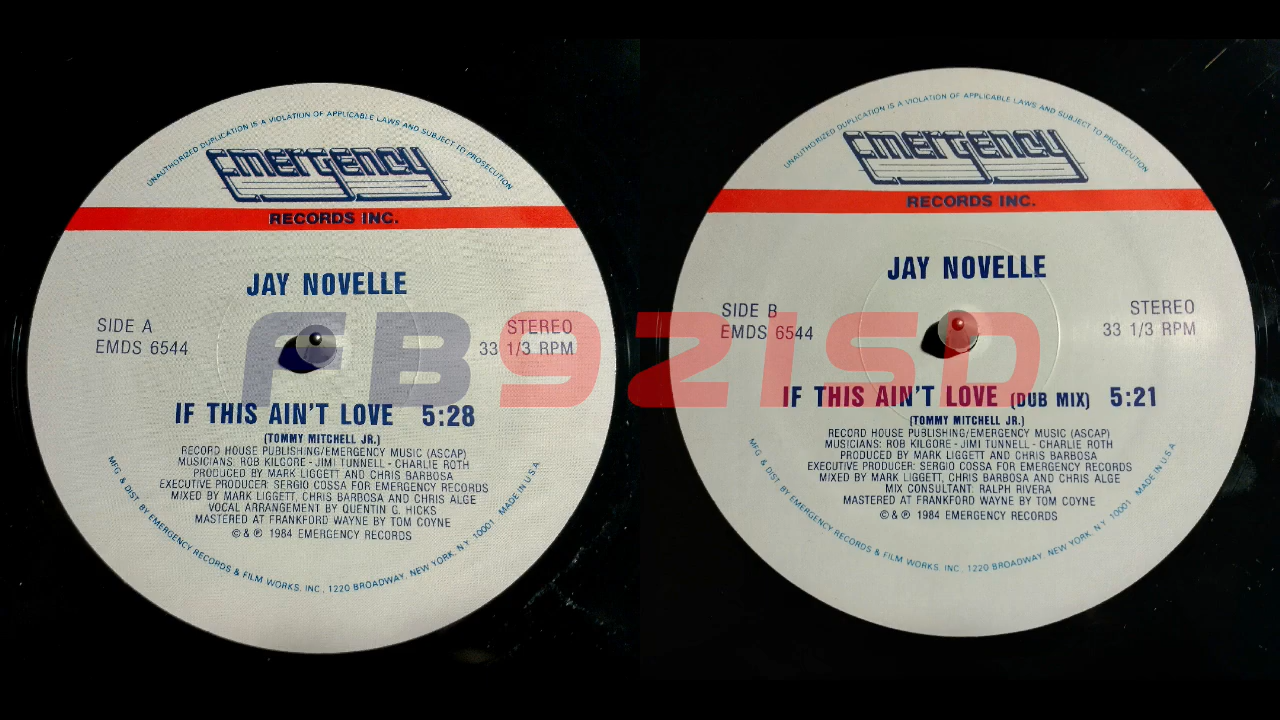 UNAUTHORIZED DUPLICATION IS A VIOLATION OF APPLICABLE LAWS AND SUBJECT TO PROSECUTION
Emergency
RECORDS INC.
JAY NOVELLE
SIDE A
EMDS 6544
STEREO
33 1/3 RPM
IF THIS AIN'T LOVE 5:28
(TOMMY MITCHELL JR.)
RECORD HOUSE PUBLISHING/EMERGENCY MUSIC (ASCAP)
MUSICIANS: ROB KILGORE - JIMI TUNNELL - CHARLIE ROTH
PRODUCED BY MARK LIGGETT AND CHRIS BARBOSA
EXECUTIVE PRODUCER: SERGIO COSSA FOR EMERGENCY RECORDS
MIXED BY MARK LIGGETT, CHRIS BARBOSA AND CHRIS ALGE
VOCAL ARRANGEMENT BY QUENTIN G. HICKS
MASTERED AT FRANKFORD WAYNE BY TOM COYNE
© & ℗ 1984 EMERGENCY RECORDS
MFG. & DIST. BY EMERGENCY RECORDS & FILM WORKS, INC., 1220 BROADWAY, NEW YORK, N.Y. 10001 MADE IN U.S.A.
UNAUTHORIZED DUPLICATION IS A VIOLATION OF APPLICABLE LAWS AND SUBJECT TO PROSECUTION
Emergency
RECORDS INC.
JAY NOVELLE
SIDE B
EMDS 6544
STEREO
33 1/3 RPM
IF THIS AIN'T LOVE (DUB MIX) 5:21
(TOMMY MITCHELL JR.)
RECORD HOUSE PUBLISHING/EMERGENCY MUSIC (ASCAP)
MUSICIANS: ROB KILGORE - JIMI TUNNELL - CHARLIE ROTH
PRODUCED BY MARK LIGGETT AND CHRIS BARBOSA
EXECUTIVE PRODUCER: SERGIO COSSA FOR EMERGENCY RECORDS
MIXED BY MARK LIGGETT, CHRIS BARBOSA AND CHRIS ALGE
MIX CONSULTANT: RALPH RIVERA
MASTERED AT FRANKFORD WAYNE BY TOM COYNE
© & ℗ 1984 EMERGENCY RECORDS
MFG. & DIST. BY EMERGENCY RECORDS & FILM WORKS, INC., 1220 BROADWAY, NEW YORK, N.Y. 10001 MADE IN U.S.A.
FB921SD